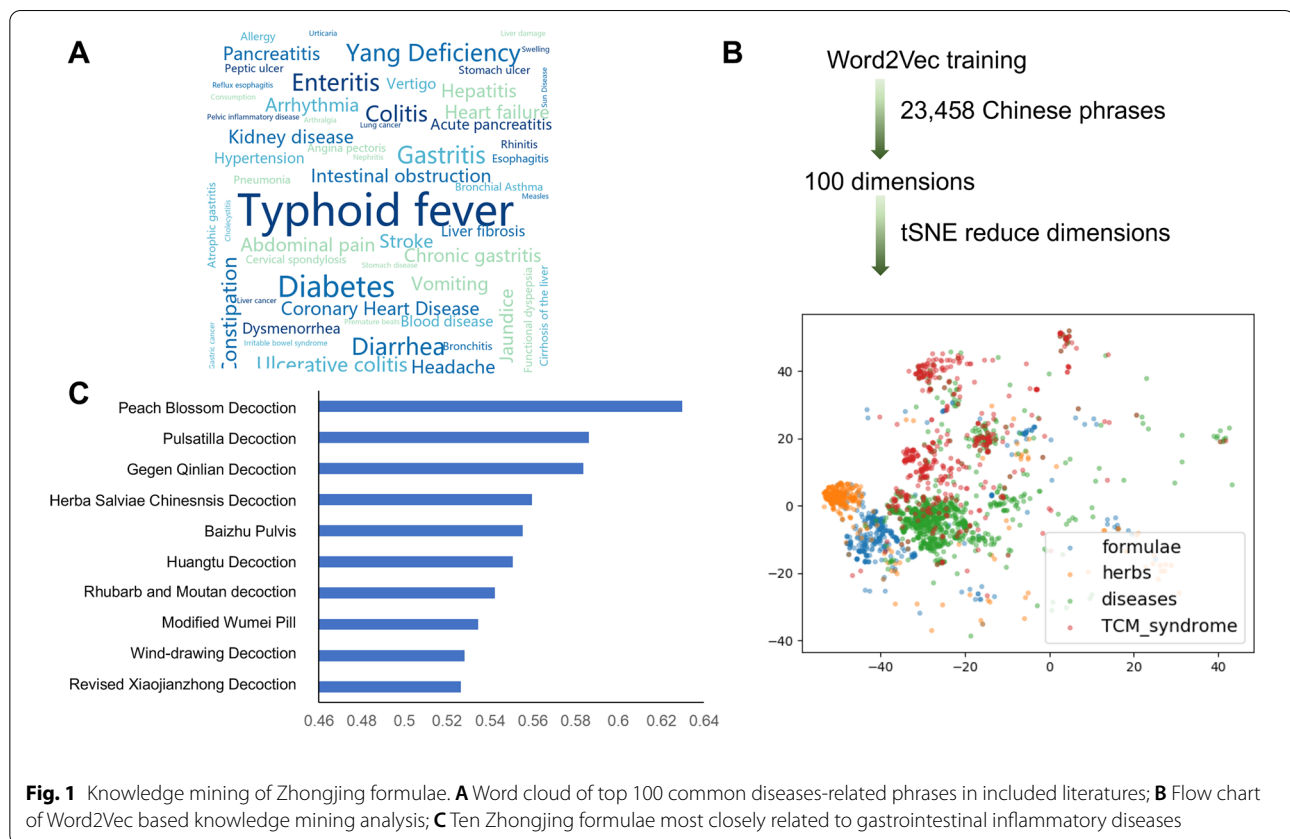 A
Allergy
Urticaria
Liver damage
Pancreatitis
Yang Deficiency
Swelling
Peptic ulcer
Enteritis
Stomach ulcer
Reflux esophagitis
Vertigo
Hepatitis
Sun Disease
Consumption
Arrhythmia
Colitis
Heart failure
Pelvic inflammatory disease
Arthralgia
Lung cancer
Acute pancreatitis
Kidney disease
Angina pectoris
Rhinitis
Hypertension
Nephritis
Gastritis
Esophagitis
Pneumonia
Intestinal obstruction
Bronchial Asthma
Measles
Atrophic gastritis
Cholecystitis
Typhoid fever
Liver fibrosis
Abdominal pain
Stroke
Cervical spondylosis
Chronic gastritis
Stomach disease
Constipation
Diabetes
Vomiting
Liver cancer
Coronary Heart Disease
Jaundice
Functional dyspepsia
Cirrhosis of the liver
Dysmenorrhea
Premature beats
Blood disease
Gastric cancer
Irritable bowel syndrome
Diarrhea
Bronchitis
Ulcerative colitis
Headache
B
Word2Vec training
23,458 Chinese phrases
100 dimensions
tSNE reduce dimensions
40
20
0
−20
−40
−40
−20
0
20
40
formulae
herbs
diseases
TCM_syndrome
C
Peach Blossom Decoction
Pulsatilla Decoction
Gegen Qinlian Decoction
Herba Salviae Chinesnsis Decoction
Baizhu Pulvis
Huangtu Decoction
Rhubarb and Moutan decoction
Modified Wumei Pill
Wind-drawing Decoction
Revised Xiaojianzhong Decoction
0.46 0.48 0.5 0.52 0.54 0.56 0.58 0.6 0.62 0.64
Fig. 1 Knowledge mining of Zhongjing formulae. A Word cloud of top 100 common diseases-related phrases in included literatures; B Flow chart
of Word2Vec based knowledge mining analysis; C Ten Zhongjing formulae most closely related to gastrointestinal inflammatory diseases